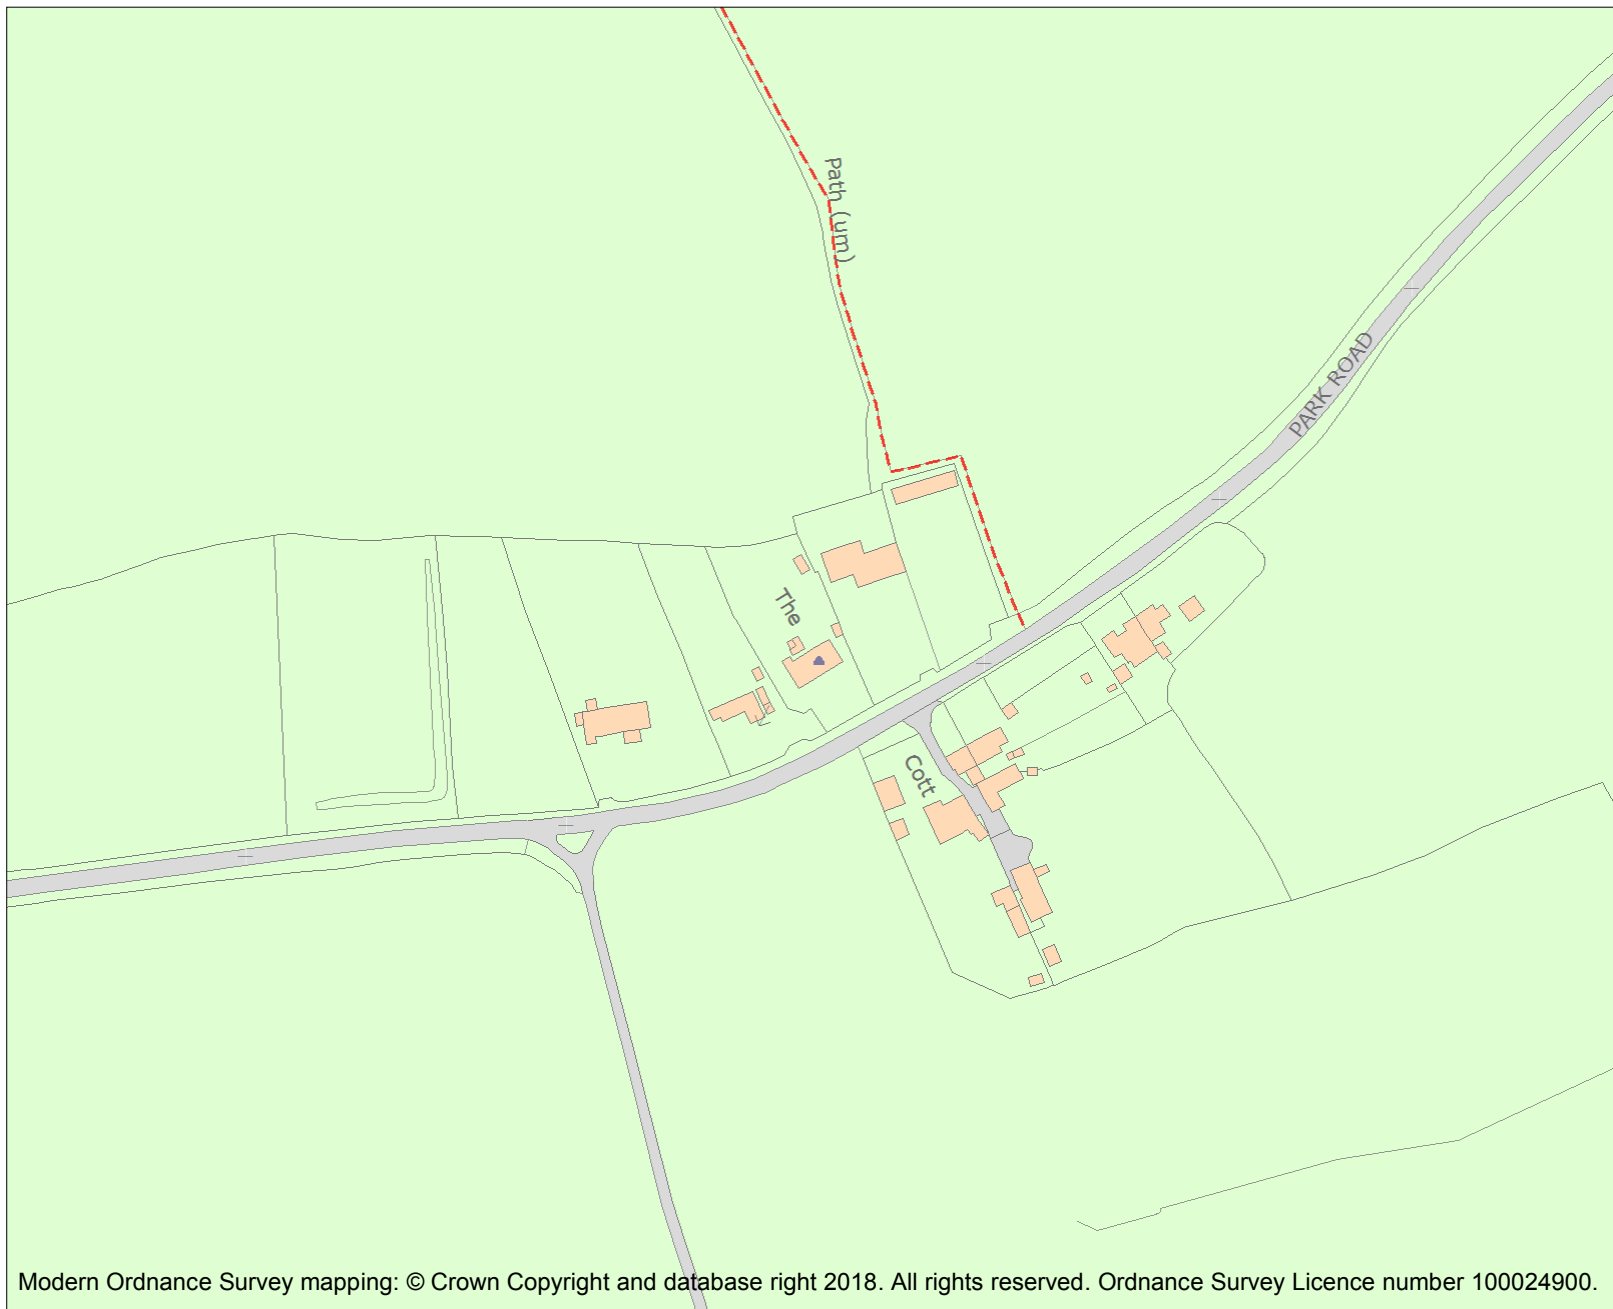 Path (um)
PARK ROAD
The
Cott
Modern Ordnance Survey mapping: © Crown Copyright and database right 2018. All rights reserved. Ordnance Survey Licence number 100024900.